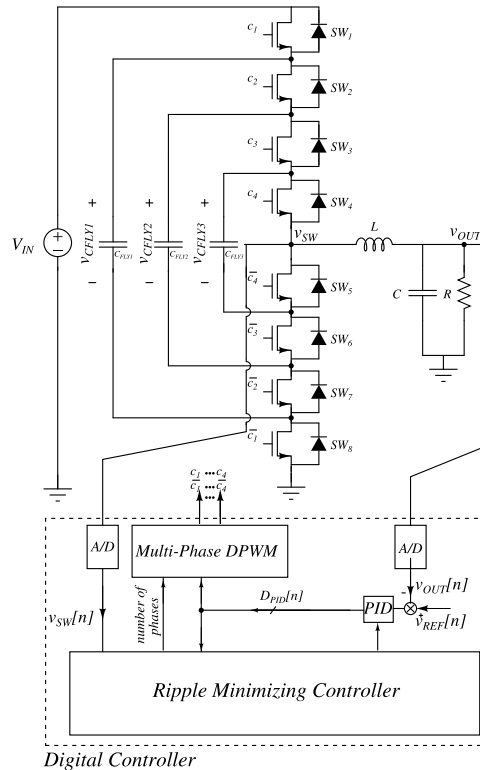 c1
SW1
c2
SW2
c3
SW3
c4
SW4
VIN
+
−
+
vCFLY1
−
CFLY1
+
vCFLY2
−
CFLY2
+
vCFLY3
−
CFLY3
vSW
L
vOUT
C
R
c̅4
SW5
c̅3
SW6
c̅2
SW7
c̅1
SW8
c1 ... c4
c̅1 ... c̅4
...
A/D
Multi-Phase DPWM
A/D
vSW[n]
number of
phases
DPID[n]
PID
-
+
vOUT[n]
vREF[n]
Ripple Minimizing Controller
Digital Controller